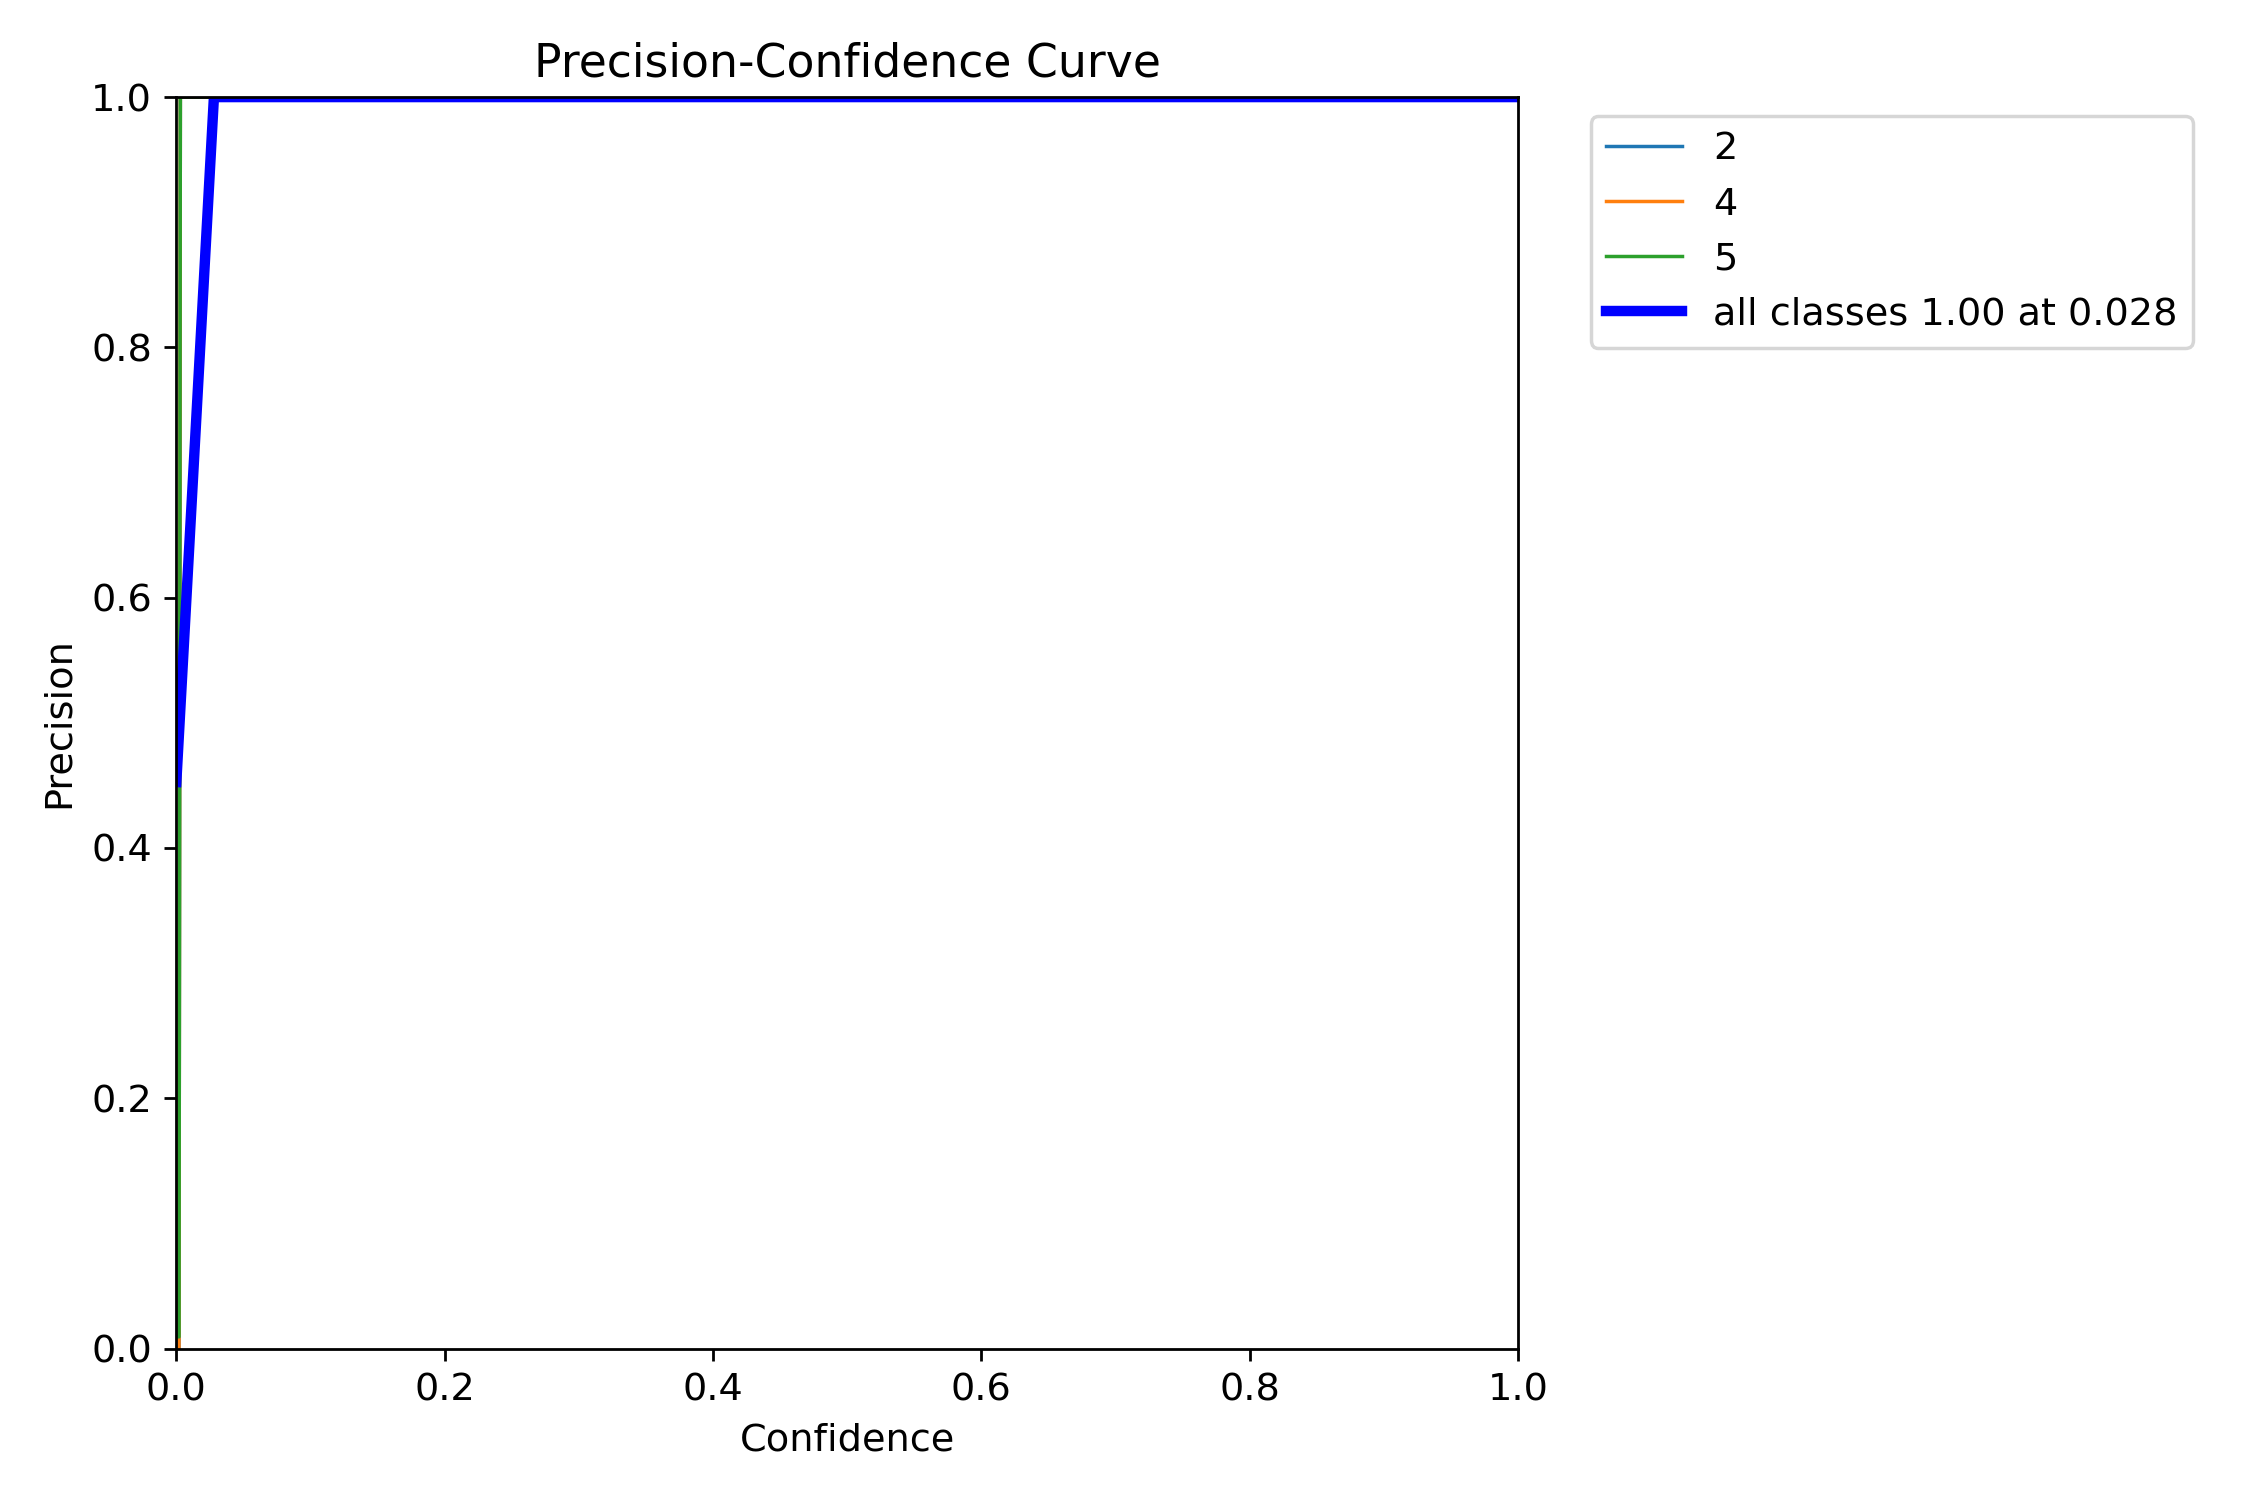 Precision-Confidence Curve
1.0
0.8
0.6
0.4
0.2
0.0
Precision
0.0 0.2 0.4 0.6 0.8 1.0
Confidence
2
4
5
all classes 1.00 at 0.028